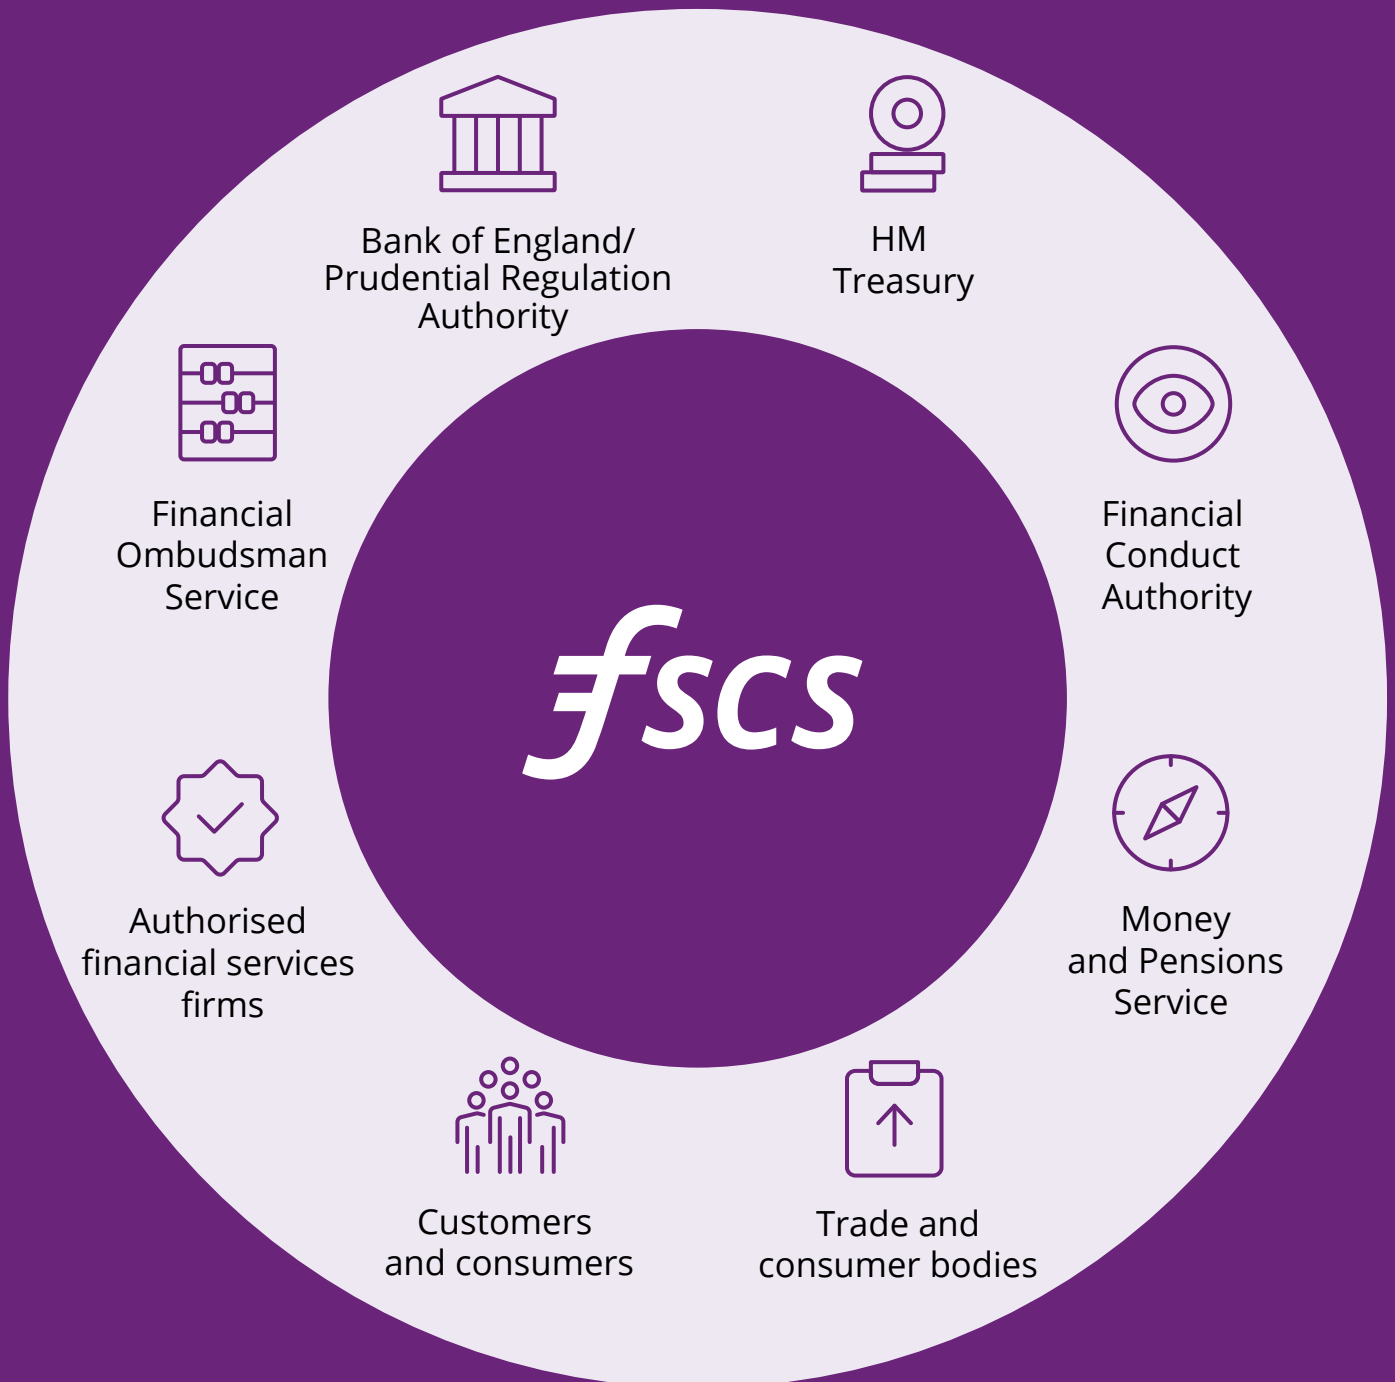 Bank of England/
Prudential Regulation
Authority
HM
Treasury
Financial
Ombudsman
Service
Financial
Conduct
Authority
fscs
Authorised
financial services
firms
Money
and Pensions
Service
Customers
and consumers
Trade and
consumer bodies